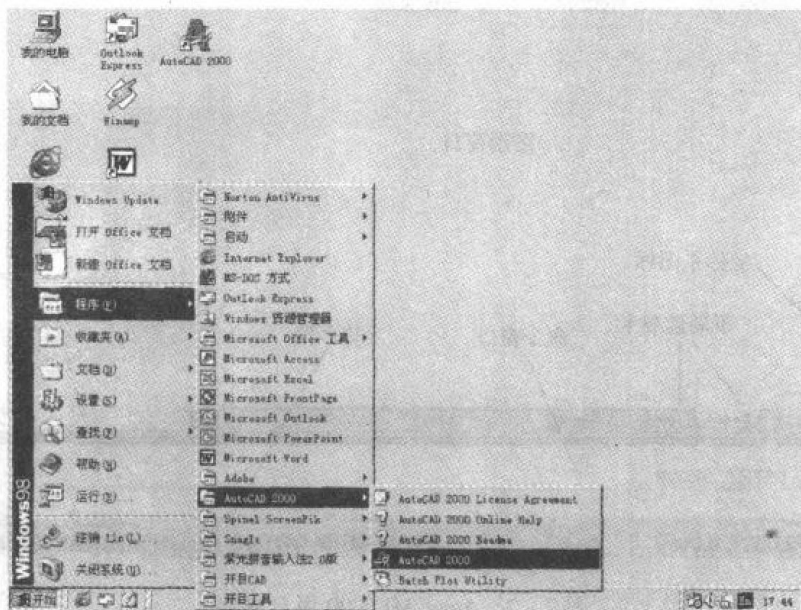 我的电脑
Outlook Express
AutoCAD 2000
我的文档
Winamp
Windows Update
打开 Office 文档
新建 Office 文档
程序(P)
收藏夹(A)
文档(D)
设置(S)
查找(F)
帮助(H)
运行(R)...
注销 Lin(L)...
关闭系统(U)...
Windows98
Norton AntiVirus
附件
启动
Internet Explorer
MS-DOS 方式
Outlook Express
Windows 资源管理器
Microsoft Office 工具
Microsoft Access
Microsoft Excel
Microsoft FrontPage
Microsoft Outlook
Microsoft PowerPoint
Microsoft Word
Adobe
AutoCAD 2000
Spinel ScreenPik
SnagIt
紫光拼音输入法2.0版
开目CAD
开目工具
AutoCAD 2000 License Agreement
AutoCAD 2000 Online Help
AutoCAD 2000 Readme
AutoCAD 2000
Batch Plot Utility
开始
En
17:46